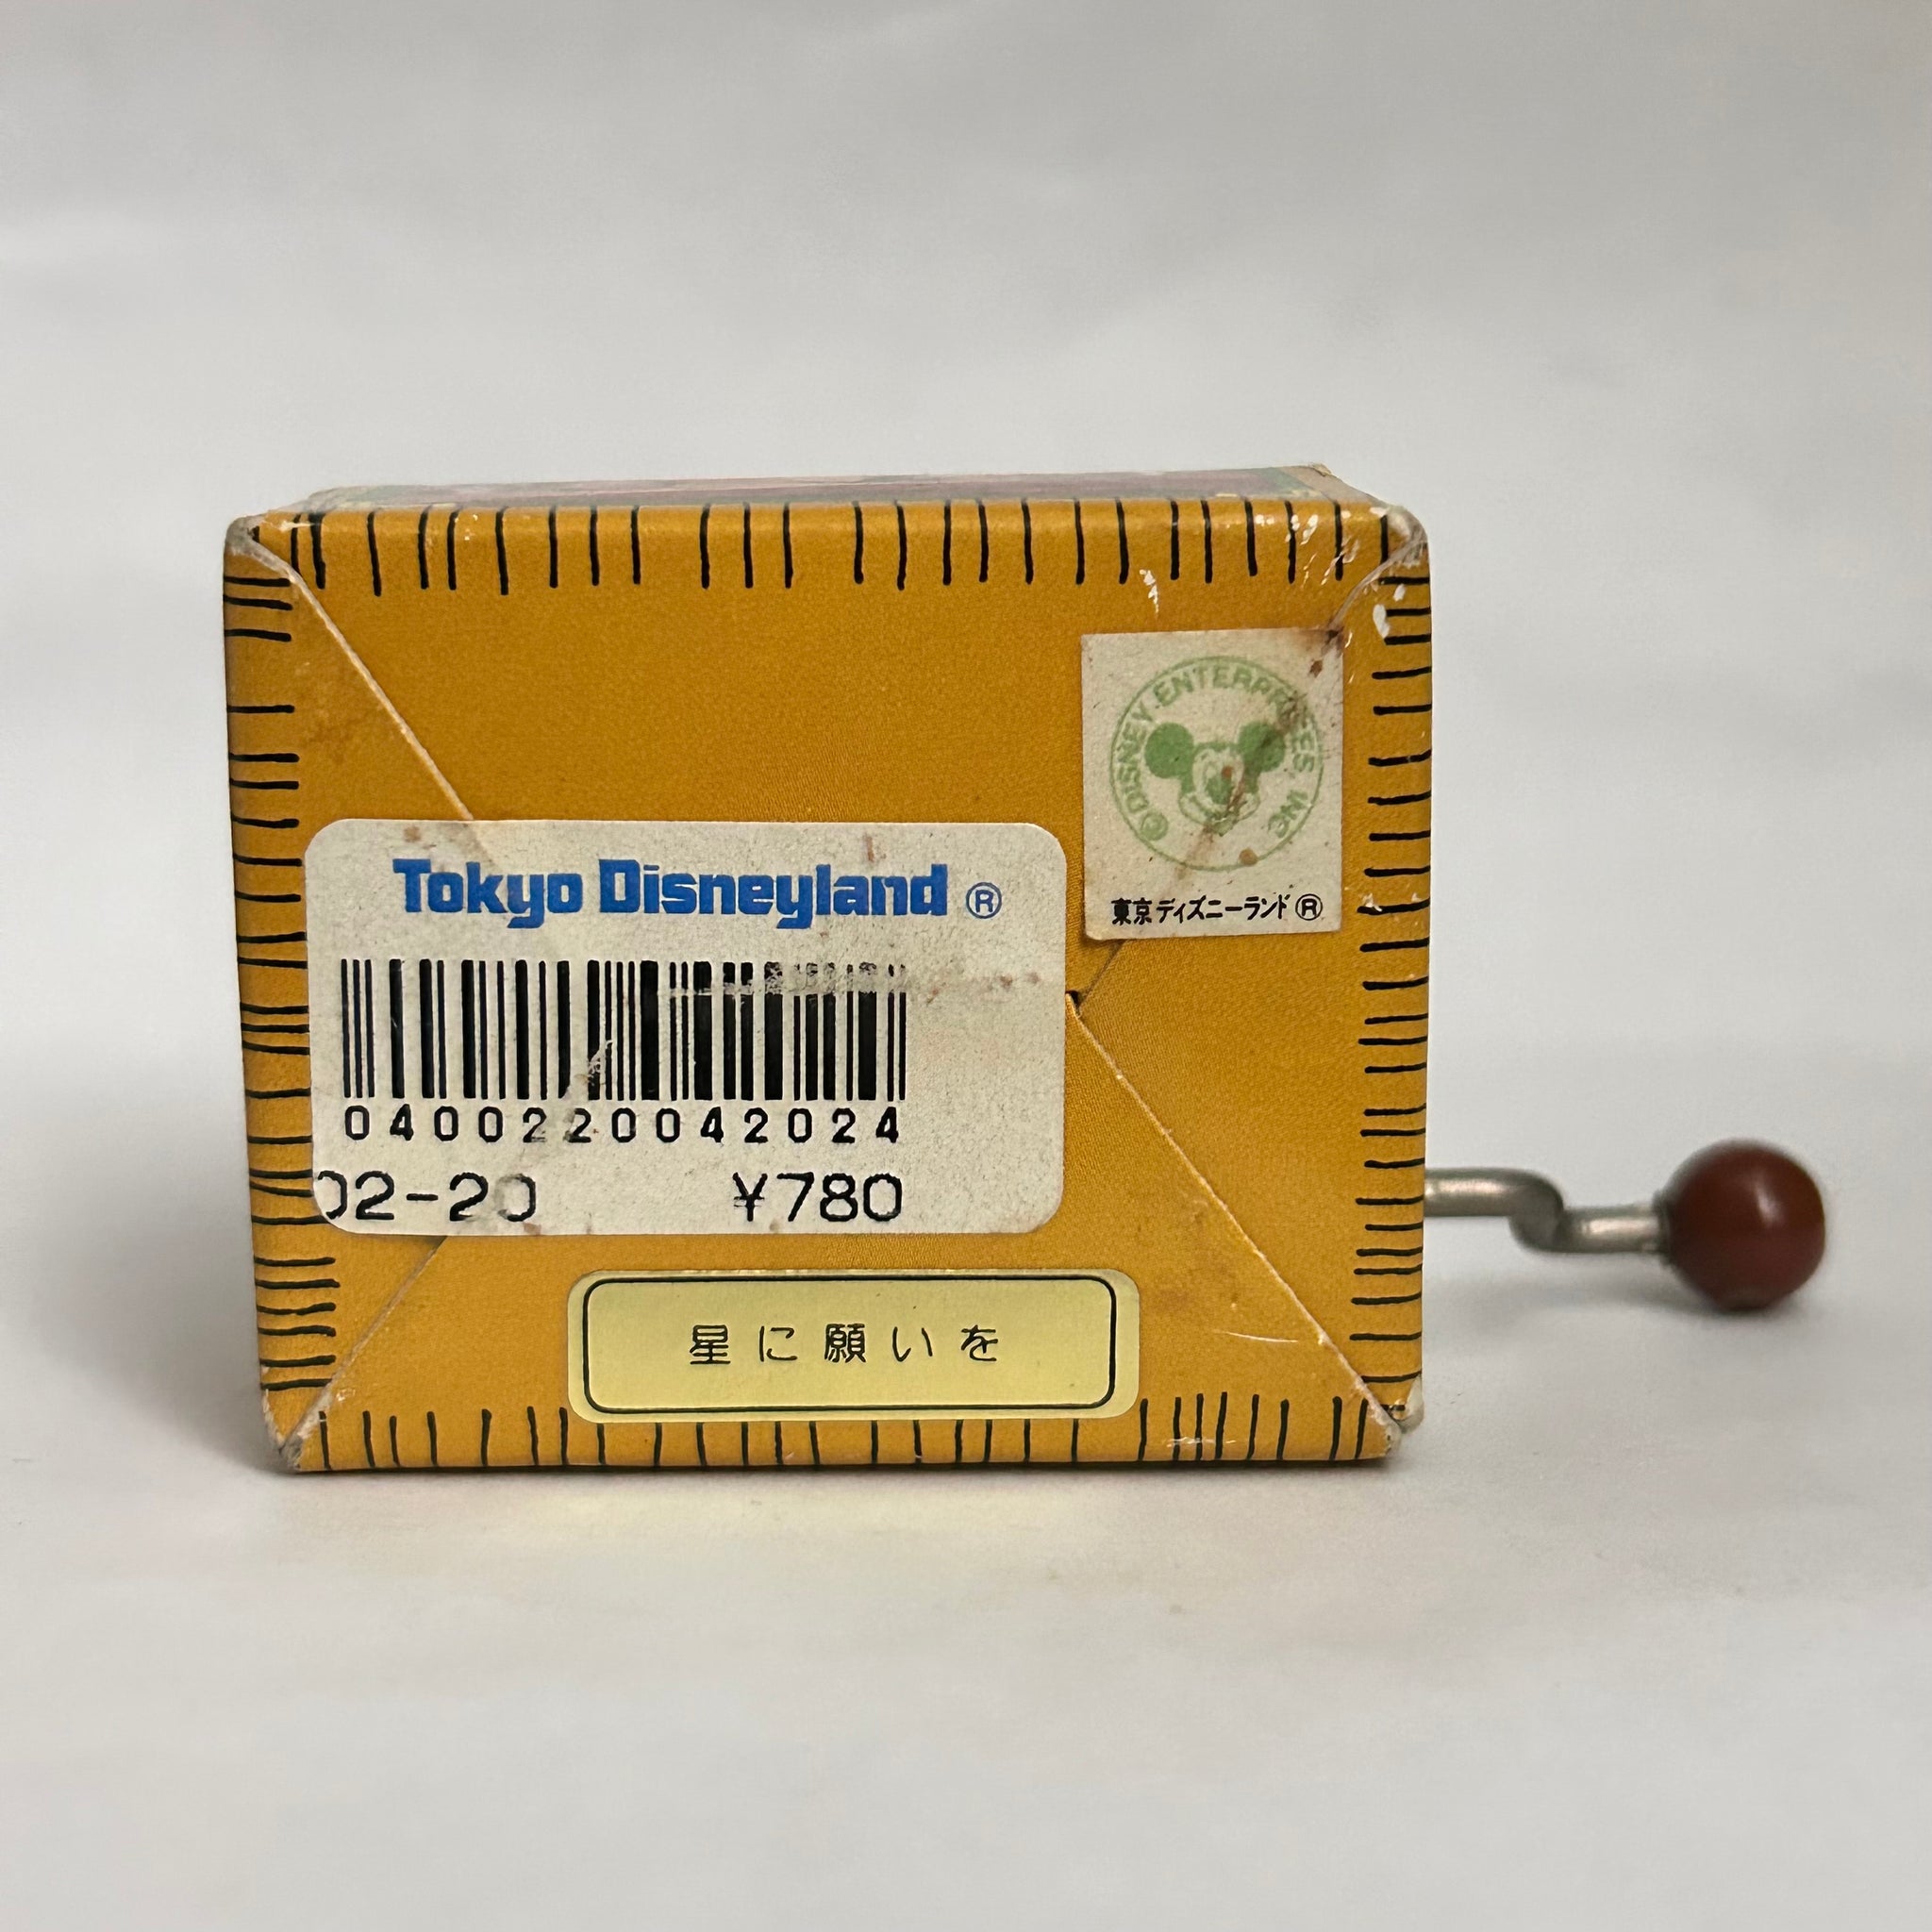 © DISNEY ENTERPRISES, INC
東京ディズニーランド®
Tokyo Disneyland ®
0400220042024
02-20 ¥780
星に願いを